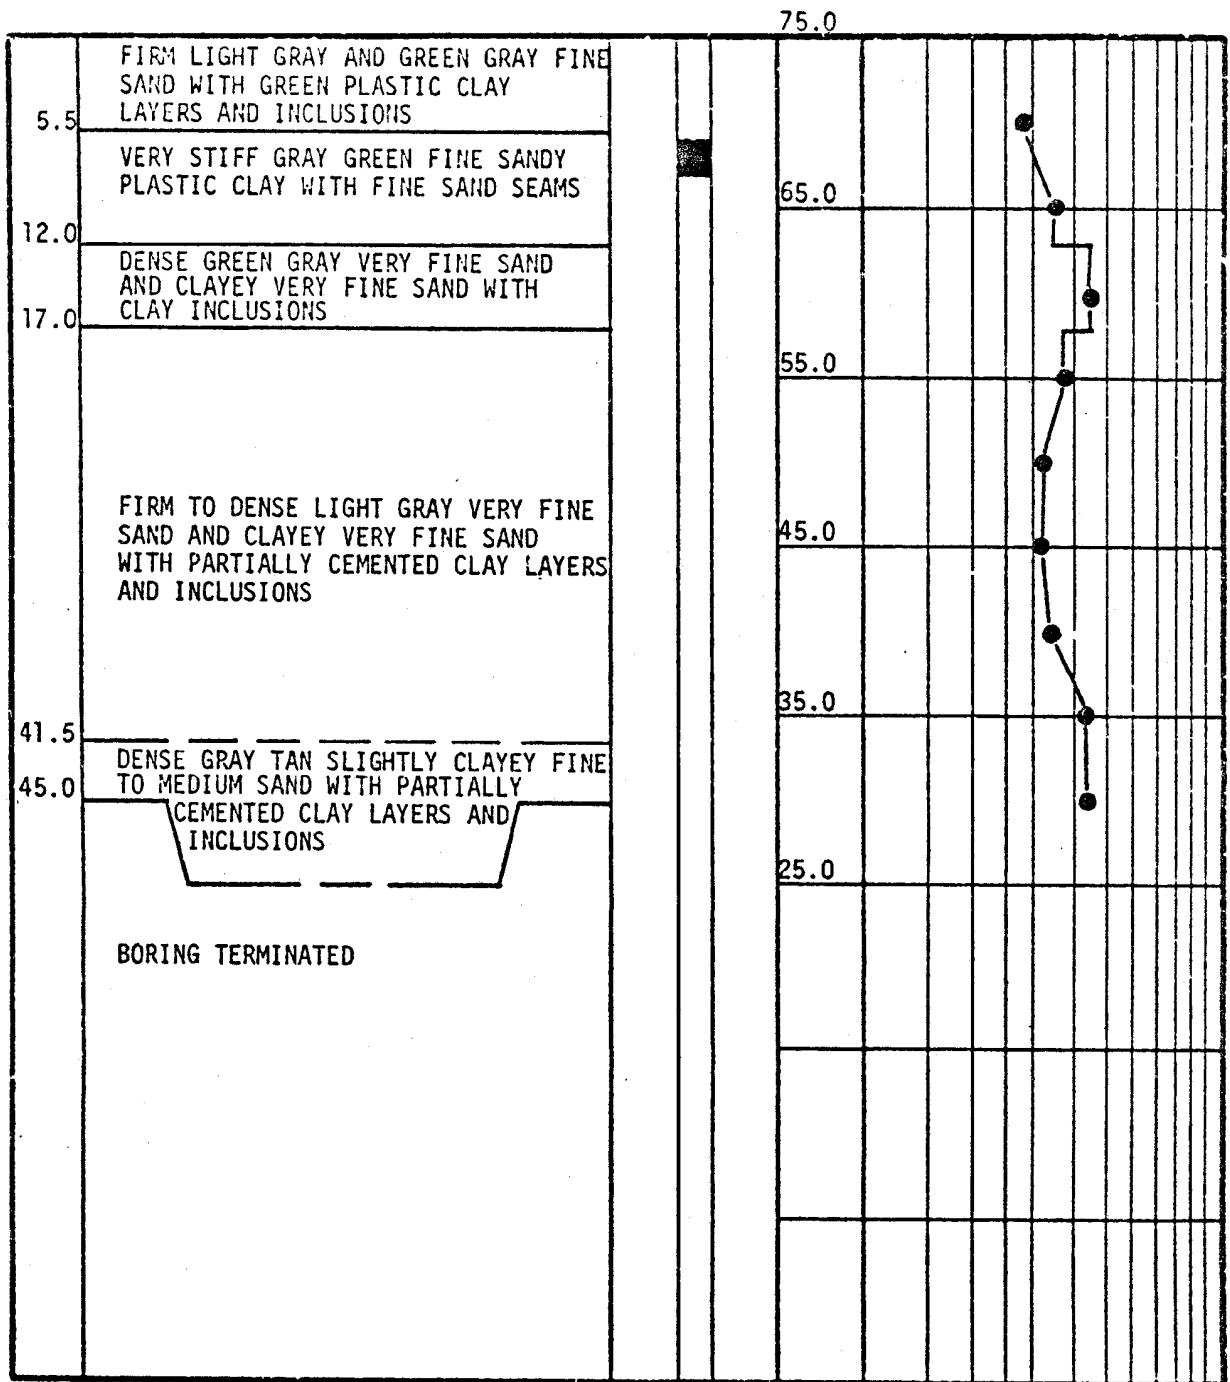 75.0
FIRM LIGHT GRAY AND GREEN GRAY FINE
SAND WITH GREEN PLASTIC CLAY
LAYERS AND INCLUSIONS
5.5
VERY STIFF GRAY GREEN FINE SANDY
PLASTIC CLAY WITH FINE SAND SEAMS
65.0
12.0
DENSE GREEN GRAY VERY FINE SAND
AND CLAYEY VERY FINE SAND WITH
CLAY INCLUSIONS
17.0
55.0
FIRM TO DENSE LIGHT GRAY VERY FINE
SAND AND CLAYEY VERY FINE SAND
WITH PARTIALLY CEMENTED CLAY LAYERS
AND INCLUSIONS
45.0
35.0
41.5
DENSE GRAY TAN SLIGHTLY CLAYEY FINE
TO MEDIUM SAND WITH PARTIALLY
45.0
CEMENTED CLAY LAYERS AND
INCLUSIONS
25.0
BORING TERMINATED